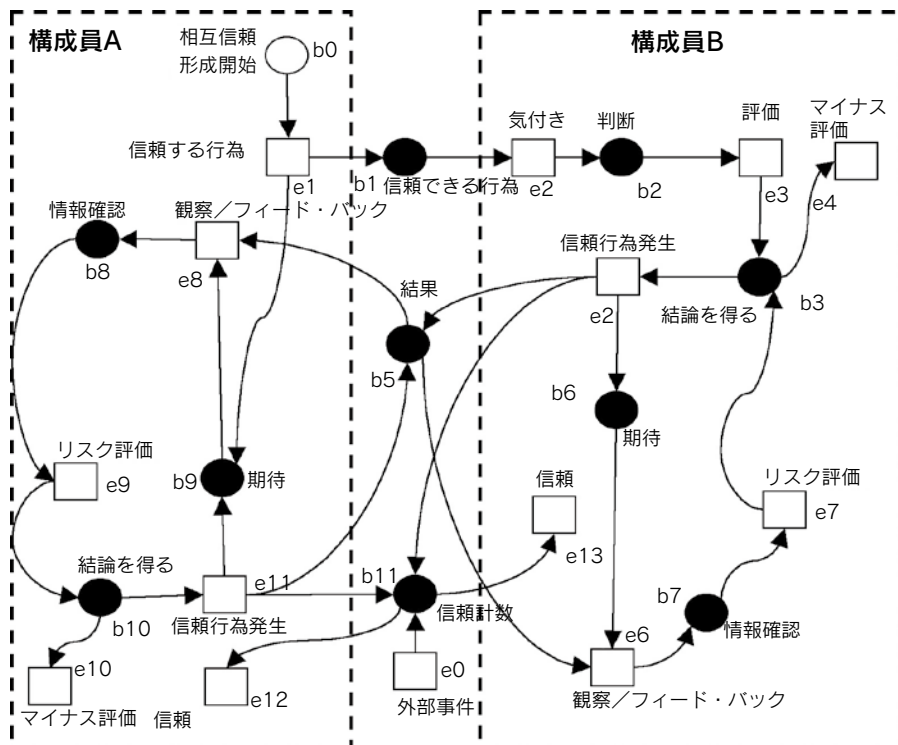 構成員A
相互信頼
形成開始
b0
構成員B
信頼する行為
e1
b1
信頼できる行為
気付き
e2
判断
b2
評価
e3
マイナス
評価
e4
情報確認
b8
観察／フィード・バック
e8
結果
b5
信頼行為発生
e2
結論を得る
b3
b6
期待
リスク評価
e9
b9
期待
信頼
e13
リスク評価
e7
結論を得る
b10
e11
信頼行為発生
b11
信頼計数
b7
情報確認
e10
マイナス評価
信頼
e12
e0
外部事件
e6
観察／フィード・バック